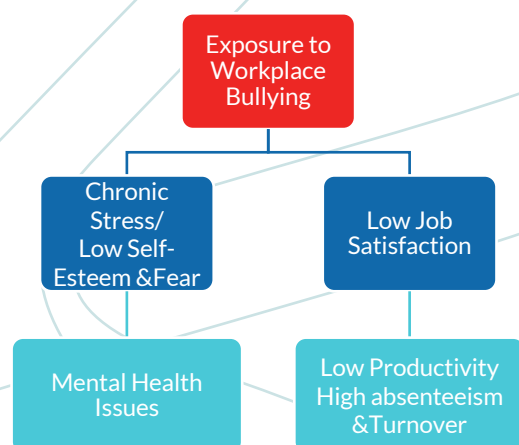 Exposure to
Workplace
Bullying
Chronic
Stress/
Low Self-
Esteem &Fear
Low Job
Satisfaction
Mental Health
Issues
Low Productivity
High absenteeism
&Turnover